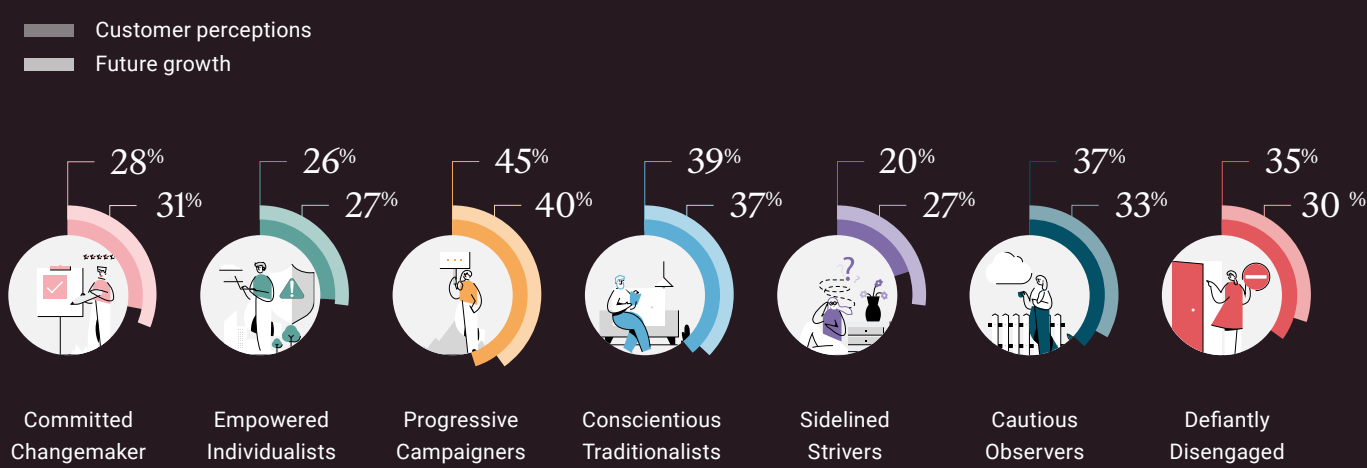 Customer perceptions
Future growth
28%
31%
26%
27%
45%
40%
39%
37%
20%
27%
37%
33%
35%
30 %
?
?
?
Committed
Changemaker
Empowered
Individualists
Progressive
Campaigners
Conscientious
Traditionalists
Sidelined
Strivers
Cautious
Observers
Defiantly
Disengaged